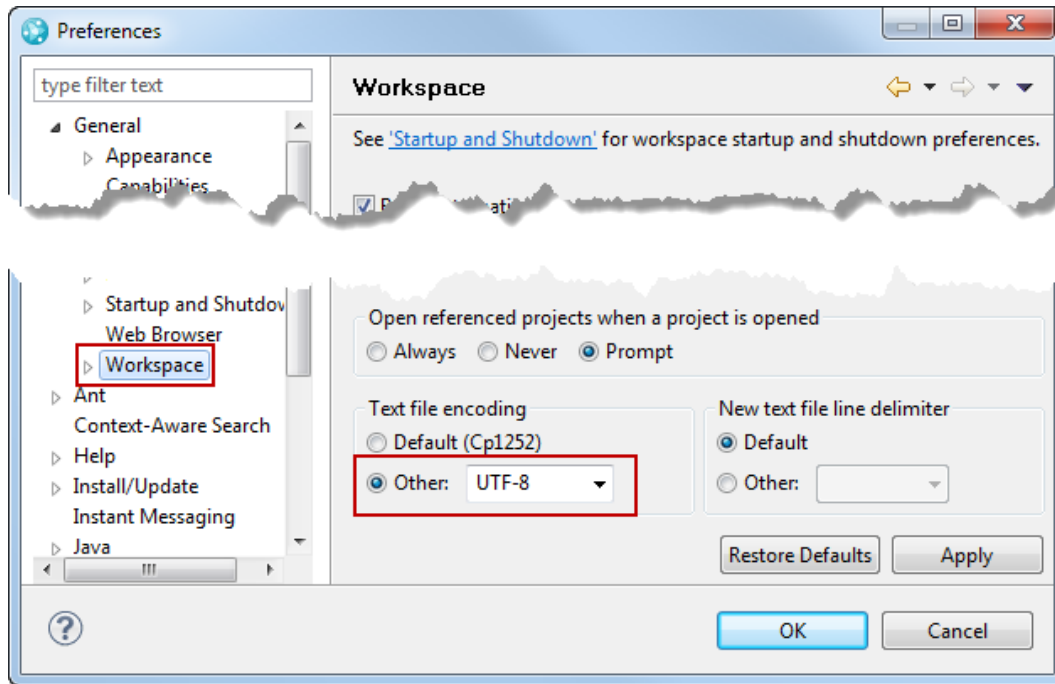 Preferences
type filter text
General
Appearance
Capabilities
Startup and Shutdow
Web Browser
Workspace
Ant
Context-Aware Search
Help
Install/Update
Instant Messaging
Java
Workspace
See 'Startup and Shutdown' for workspace startup and shutdown preferences.
Open referenced projects when a project is opened
Always Never Prompt
Text file encoding
Default (Cp1252)
Other: UTF-8
New text file line delimiter
Default
Other:
Restore Defaults Apply
OK Cancel